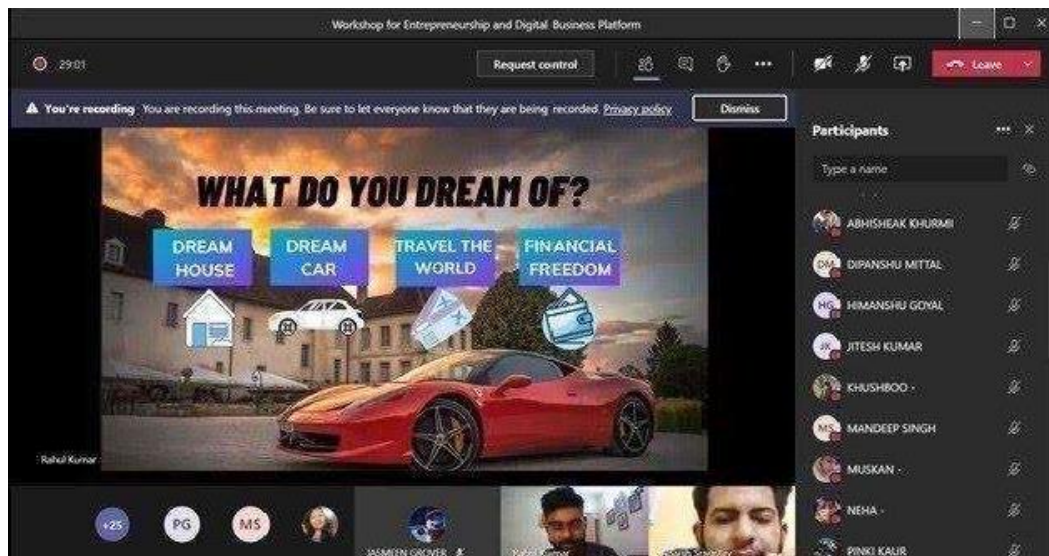 Workshop for Entrepreneurship and Digital Business Platform
29:01
Request control
Leave
You're recording You are recording this meeting. Be sure to let everyone know that they are being recorded. Privacy policy
Dismiss
WHAT DO YOU DREAM OF?
DREAM HOUSE
DREAM CAR
TRAVEL THE WORLD
FINANCIAL FREEDOM
Rahul Kumar
+25
PG
MS
JASMEEN GROVER
Rahul Kumar
Participants
Type a name
ABHISHEAK KHURMI
DM
DIPANSHU MITTAL
HG
HIMANSHU GOYAL
JK
JITESH KUMAR
KHUSHBOO -
MS
MANDEEP SINGH
MUSKAN -
NEHA -
PINKI KAUR